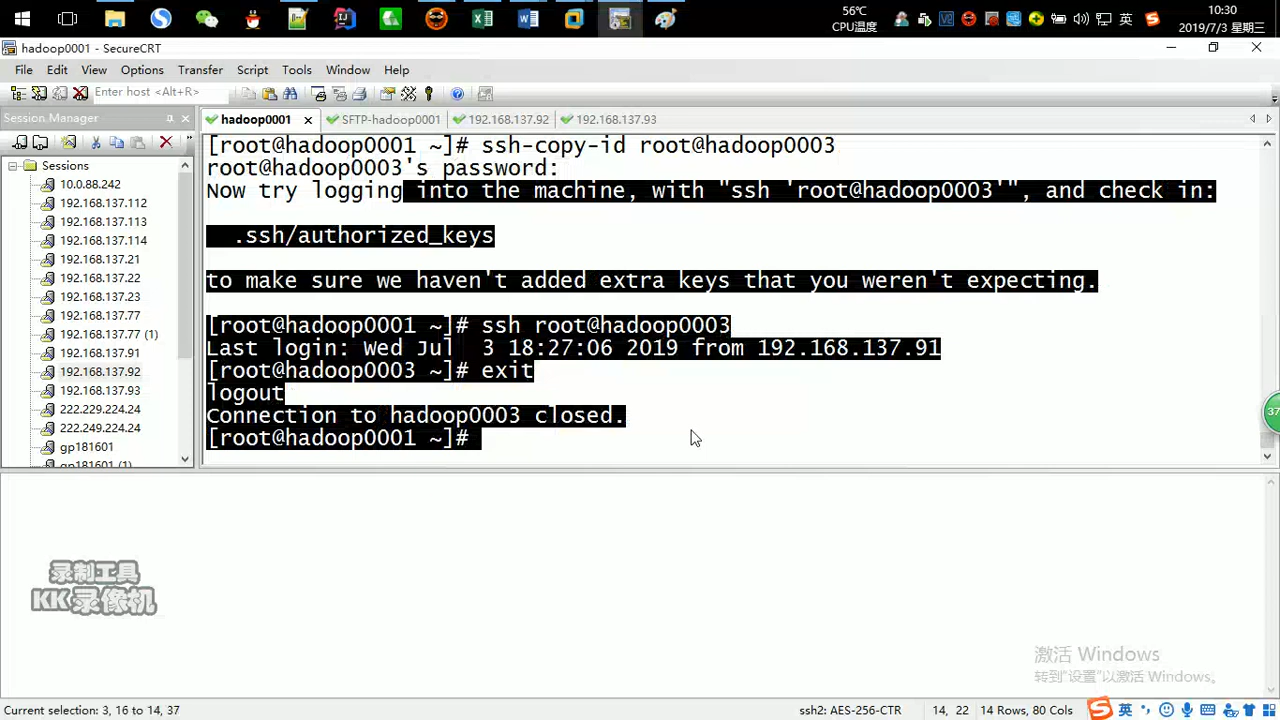 56℃
CPU温度
英
10:30
2019/7/3 星期三
hadoop0001 - SecureCRT
File Edit View Options Transfer Script Tools Window Help
Enter host <Alt+R>
Session Manager
hadoop0001 SFTP-hadoop0001 192.168.137.92 192.168.137.93
Sessions
10.0.88.242
192.168.137.112
192.168.137.113
192.168.137.114
192.168.137.21
192.168.137.22
192.168.137.23
192.168.137.77
192.168.137.77 (1)
192.168.137.91
192.168.137.92
192.168.137.93
222.229.224.24
222.249.224.24
gp181601
gp181601 (1)
[root@hadoop0001 ~]# ssh-copy-id root@hadoop0003
root@hadoop0003's password:
Now try logging into the machine, with "ssh 'root@hadoop0003'", and check in:
.ssh/authorized_keys
to make sure we haven't added extra keys that you weren't expecting.
[root@hadoop0001 ~]# ssh root@hadoop0003
Last login: Wed Jul  3 18:27:06 2019 from 192.168.137.91
[root@hadoop0003 ~]# exit
logout
Connection to hadoop0003 closed.
[root@hadoop0001 ~]#
37
录制工具
KK录像机
激活 Windows
转到"设置"以激活 Windows。
Current selection: 3, 16 to 14, 37
ssh2: AES-256-CTR
14, 22
14 Rows, 80 Cols
英